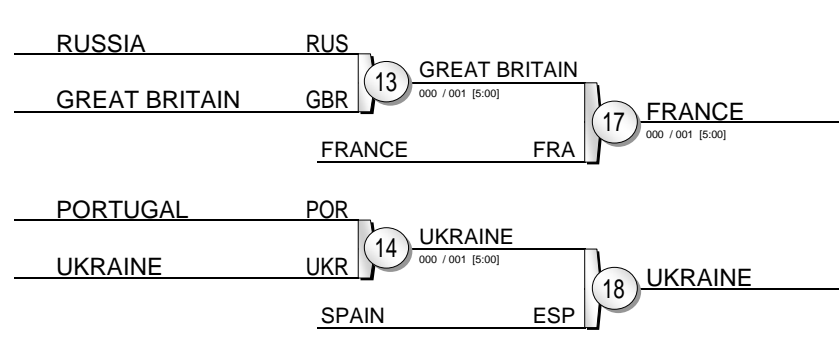 RUSSIA RUS
GREAT BRITAIN GBR
13
GREAT BRITAIN
000 / 001 [5:00]
FRANCE FRA
17
FRANCE
000 / 001 [5:00]
PORTUGAL POR
UKRAINE UKR
14
UKRAINE
000 / 001 [5:00]
SPAIN ESP
18
UKRAINE